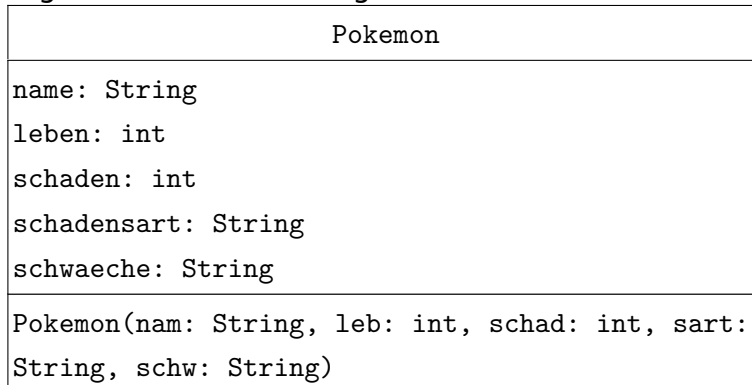 Pokemon
name: String
leben: int
schaden: int
schadensart: String
schwaeche: String
Pokemon(nam: String, leb: int, schad: int, sart:
String, schw: String)